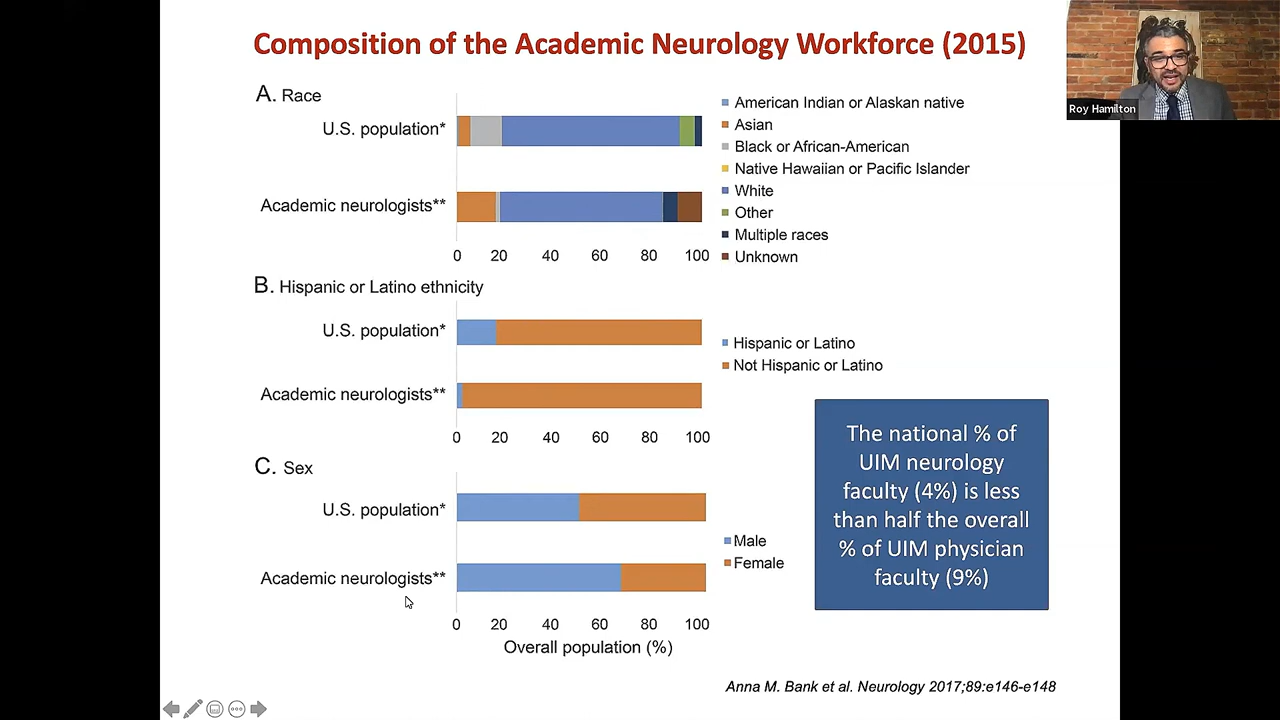 Composition of the Academic Neurology Workforce (2015)
Roy Hamilton
A. Race
U.S. population*
Academic neurologists**
0 20 40 60 80 100
American Indian or Alaskan native
Asian
Black or African-American
Native Hawaiian or Pacific Islander
White
Other
Multiple races
Unknown
B. Hispanic or Latino ethnicity
U.S. population*
Academic neurologists**
0 20 40 60 80 100
Hispanic or Latino
Not Hispanic or Latino
C. Sex
U.S. population*
Academic neurologists**
0 20 40 60 80 100
Overall population (%)
Male
Female
The national % of
UIM neurology
faculty (4%) is less
than half the overall
% of UIM physician
faculty (9%)
Anna M. Bank et al. Neurology 2017;89:e146-e148